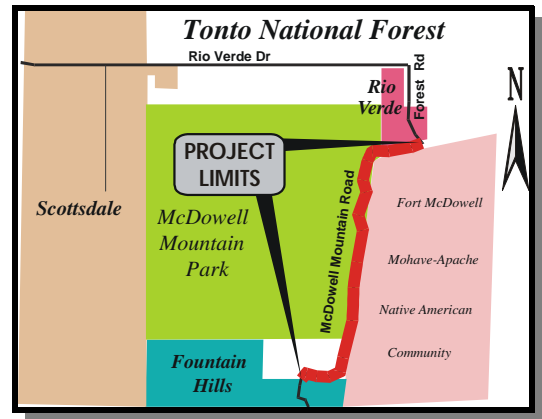 Tonto National Forest
Rio Verde Dr
N
Rio
Verde
Forest Rd
PROJECT
LIMITS
Scottsdale
McDowell
Mountain
Park
McDowell Mountain Road
Fort McDowell
Mohave-Apache
Native American
Community
Fountain
Hills